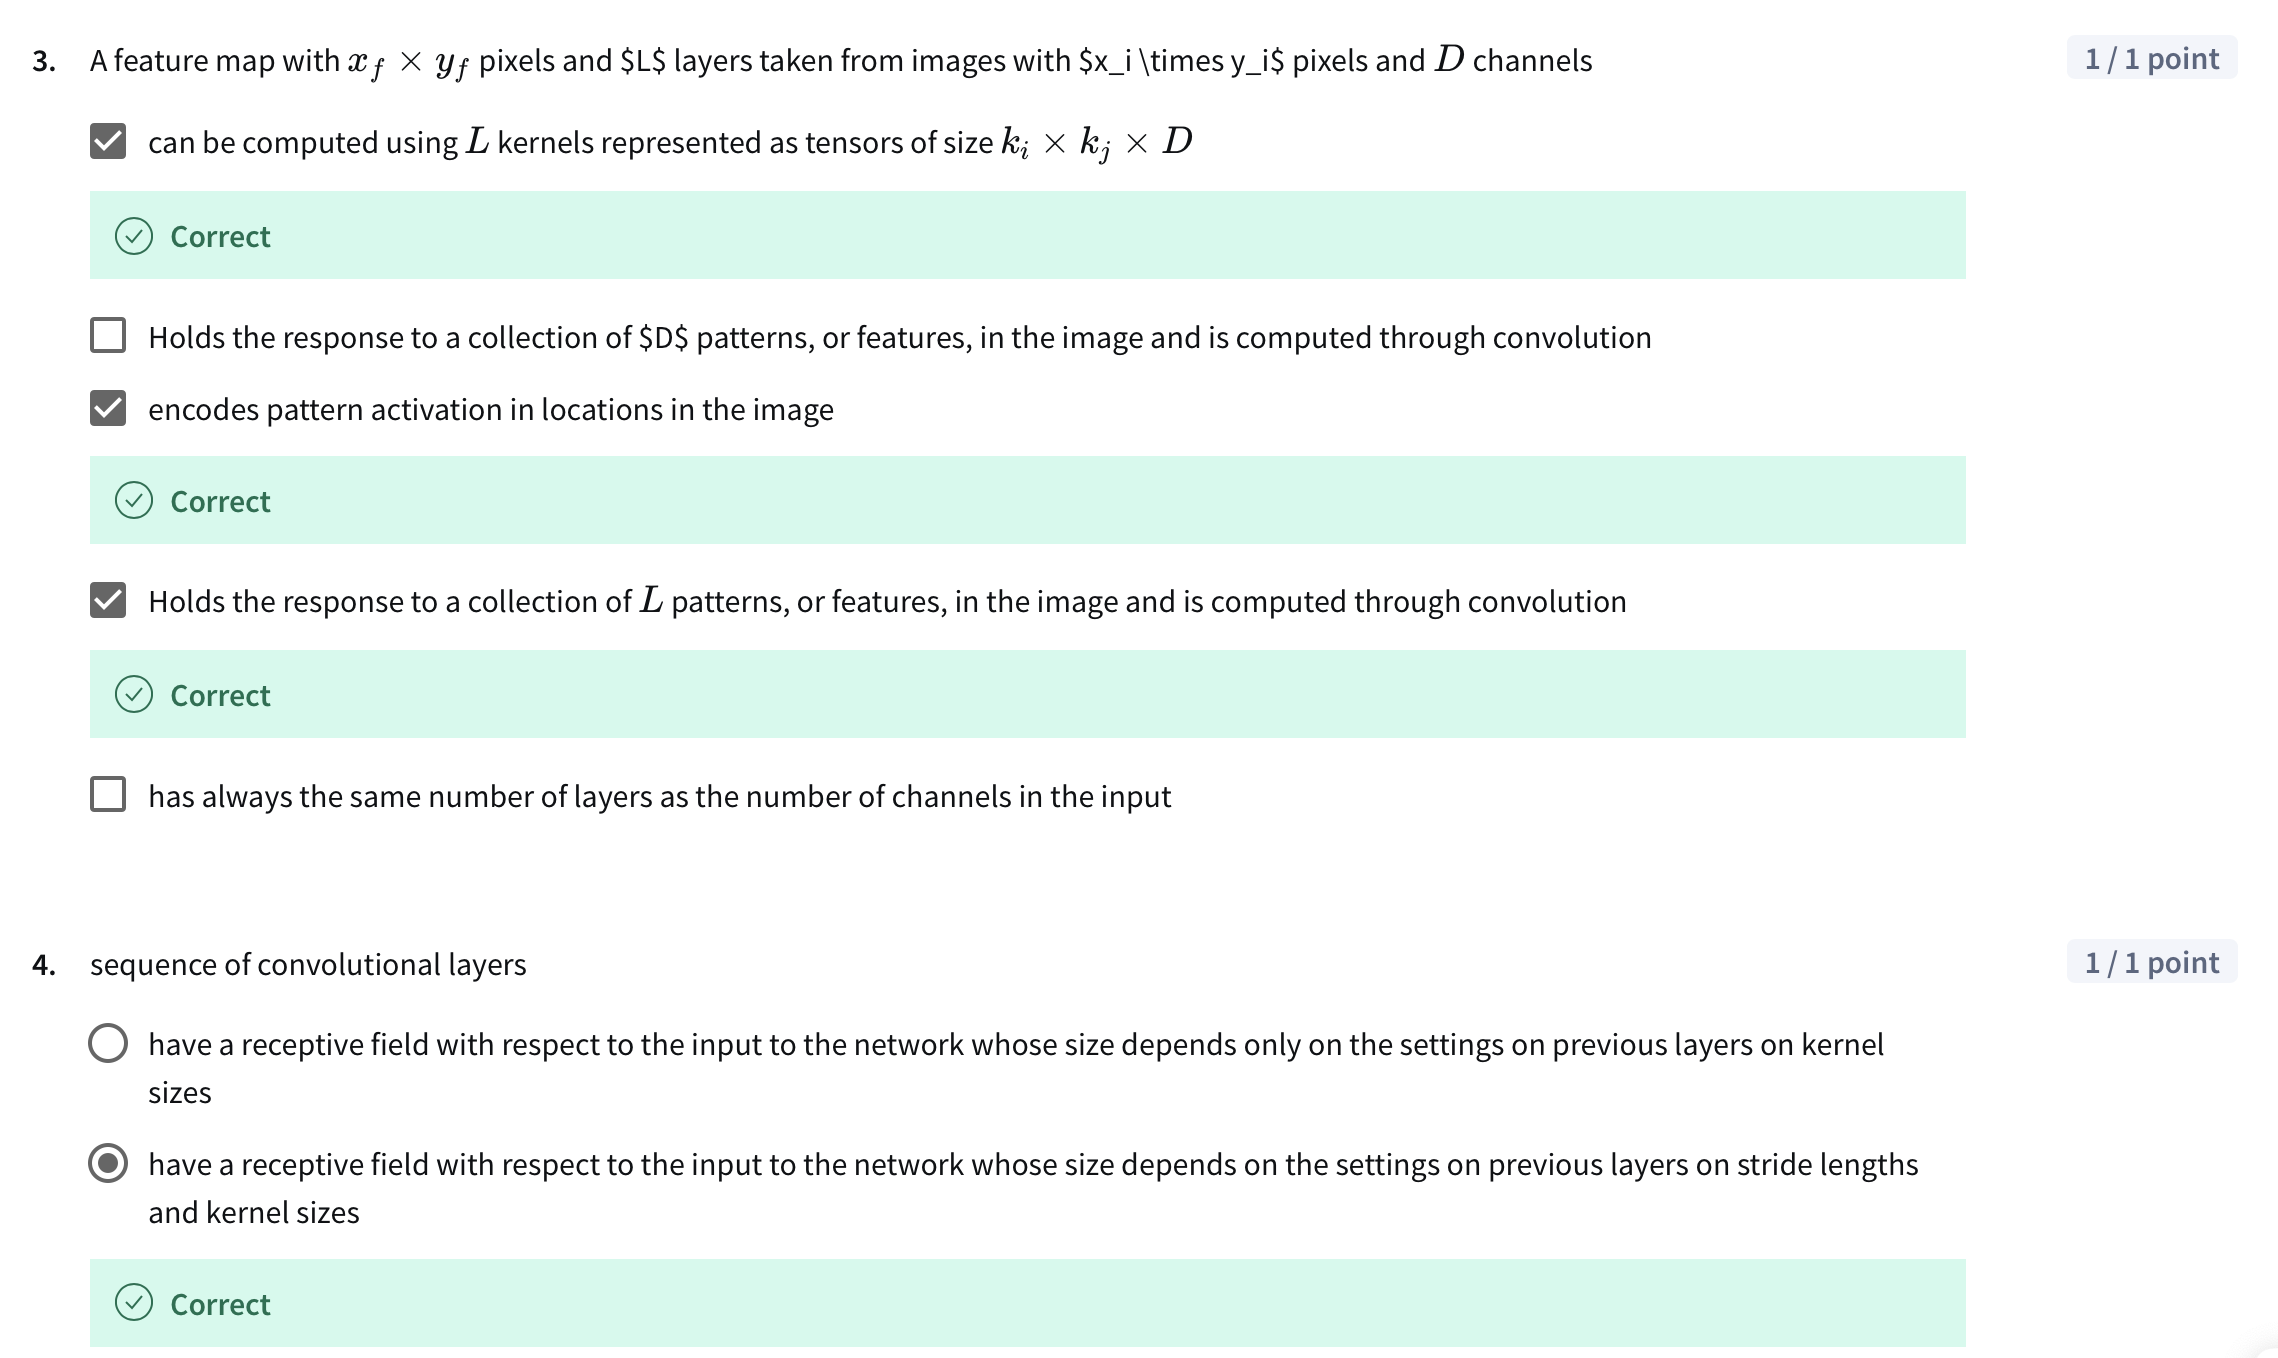 3. A feature map with $x_f \times y_f$ pixels and $L$ layers taken from images with $x_i \times y_i$ pixels and $D$ channels 1 / 1 point
can be computed using $L$ kernels represented as tensors of size $k_i \times k_j \times D$
Correct
Holds the response to a collection of $D$ patterns, or features, in the image and is computed through convolution
encodes pattern activation in locations in the image
Correct
Holds the response to a collection of $L$ patterns, or features, in the image and is computed through convolution
Correct
has always the same number of layers as the number of channels in the input
4. sequence of convolutional layers 1 / 1 point
have a receptive field with respect to the input to the network whose size depends only on the settings on previous layers on kernel
sizes
have a receptive field with respect to the input to the network whose size depends on the settings on previous layers on stride lengths
and kernel sizes
Correct